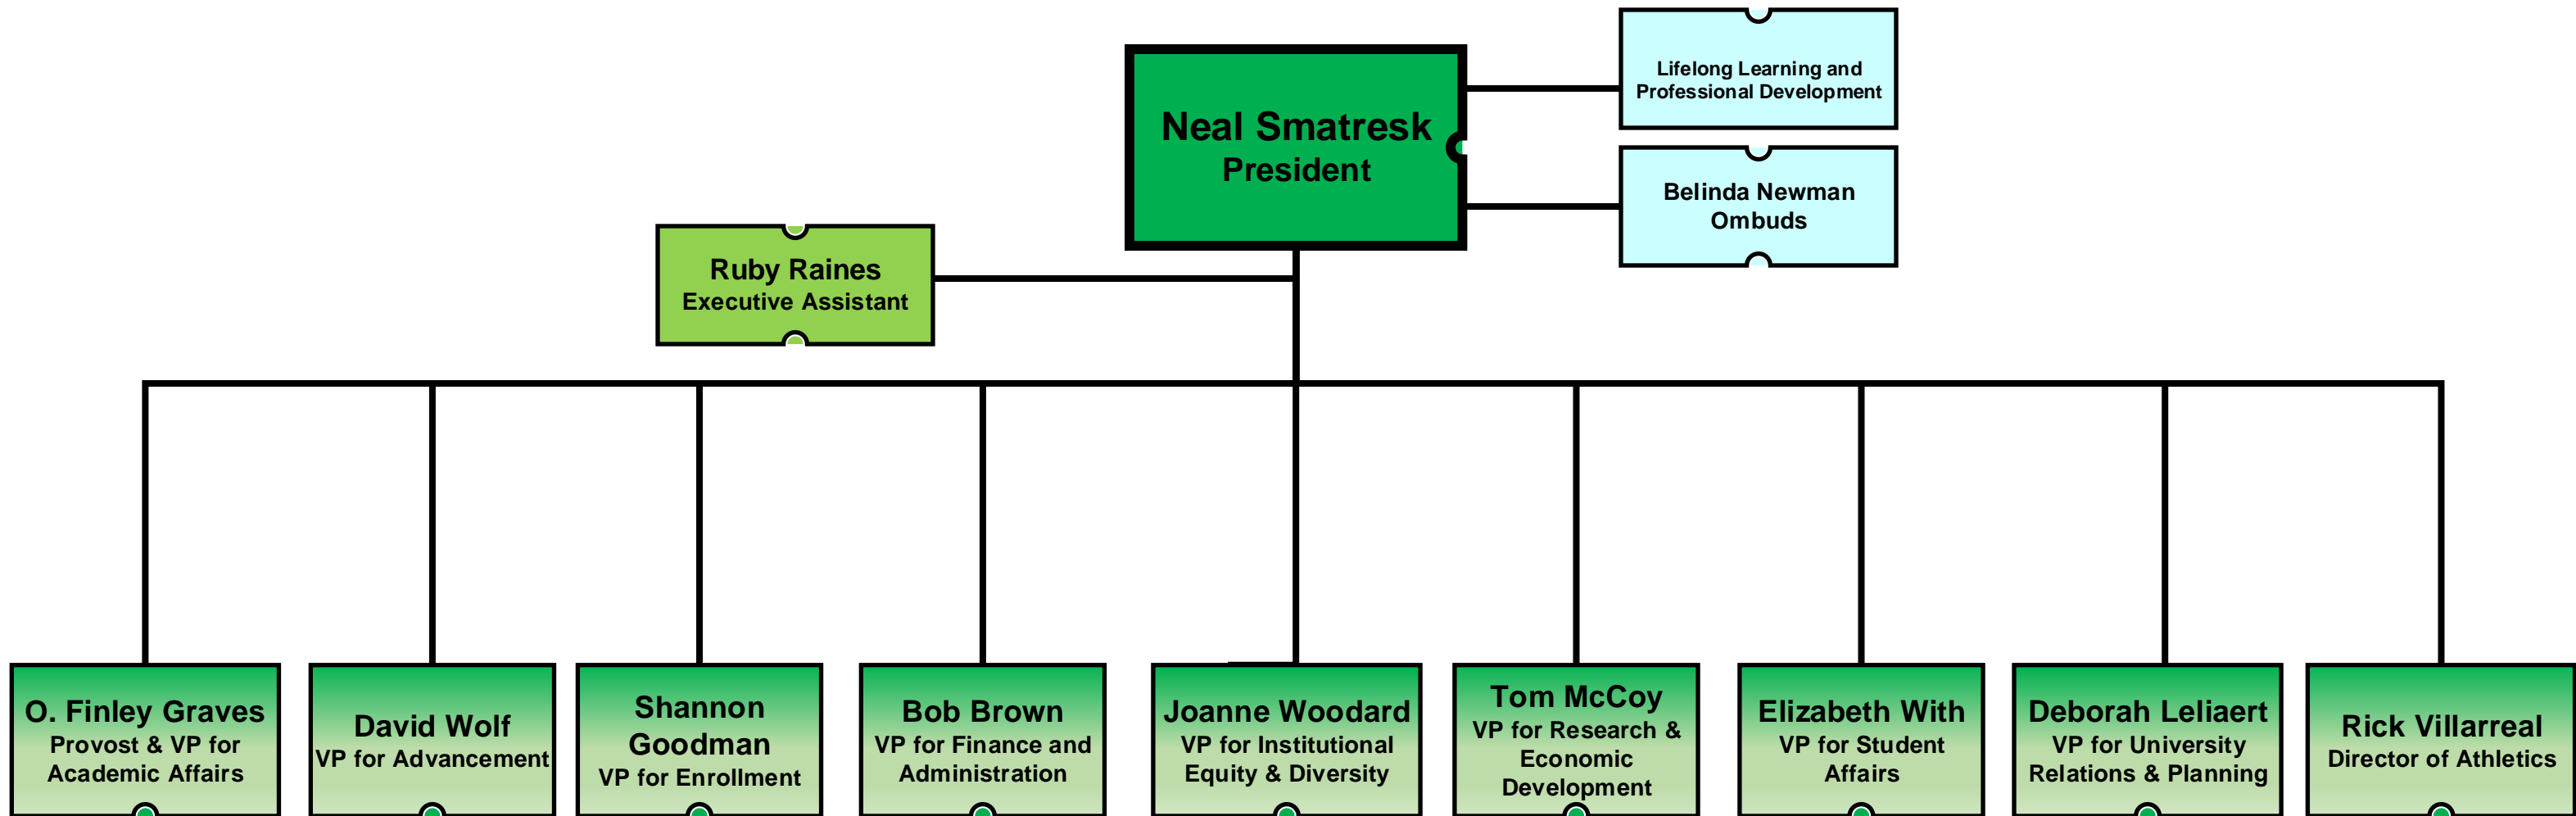 Lifelong Learning and
Professional Development
Neal Smatresk
President
Belinda Newman
Ombuds
Ruby Raines
Executive Assistant
O. Finley Graves
Provost & VP for
Academic Affairs
David Wolf
VP for Advancement
Shannon
Goodman
VP for Enrollment
Bob Brown
VP for Finance and
Administration
Joanne Woodard
VP for Institutional
Equity & Diversity
Tom McCoy
VP for Research &
Economic
Development
Elizabeth With
VP for Student
Affairs
Deborah Leliaert
VP for University
Relations & Planning
Rick Villarreal
Director of Athletics